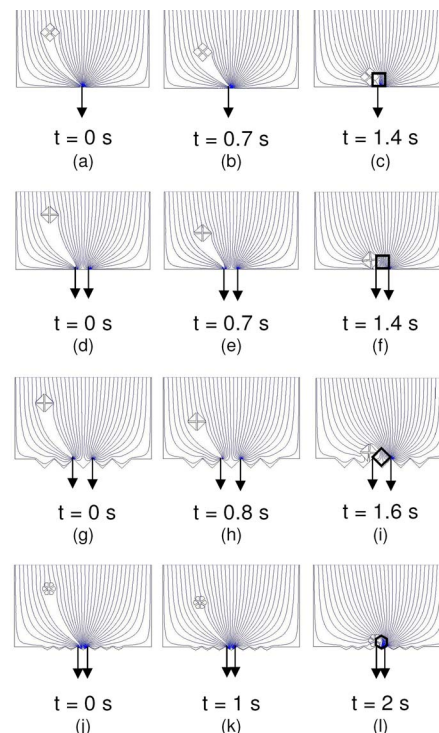 t = 0 s t = 0.7 s t = 1.4 s
(a) (b) (c)
t = 0 s t = 0.7 s t = 1.4 s
(d) (e) (f)
t = 0 s t = 0.8 s t = 1.6 s
(g) (h) (i)
t = 0 s t = 1 s t = 2 s
(j) (k) (l)